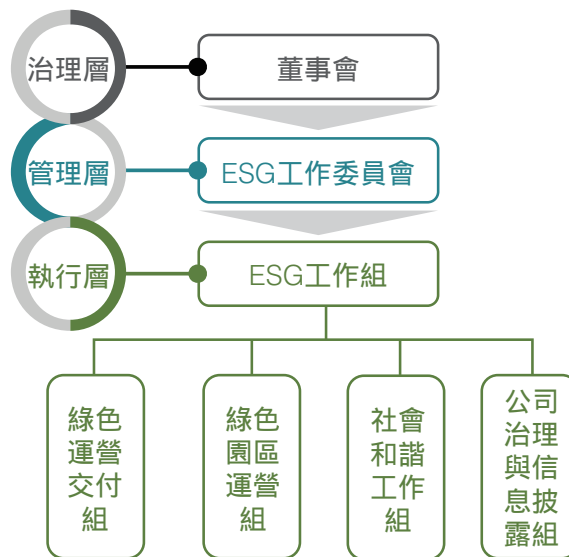 治理層
董事會
管理層
ESG工作委員會
執行層
ESG工作組
綠色
運營
交付
組
綠色
園區
運營
組
社會
和諧
工作
組
公司
治理
與信
息披
露組